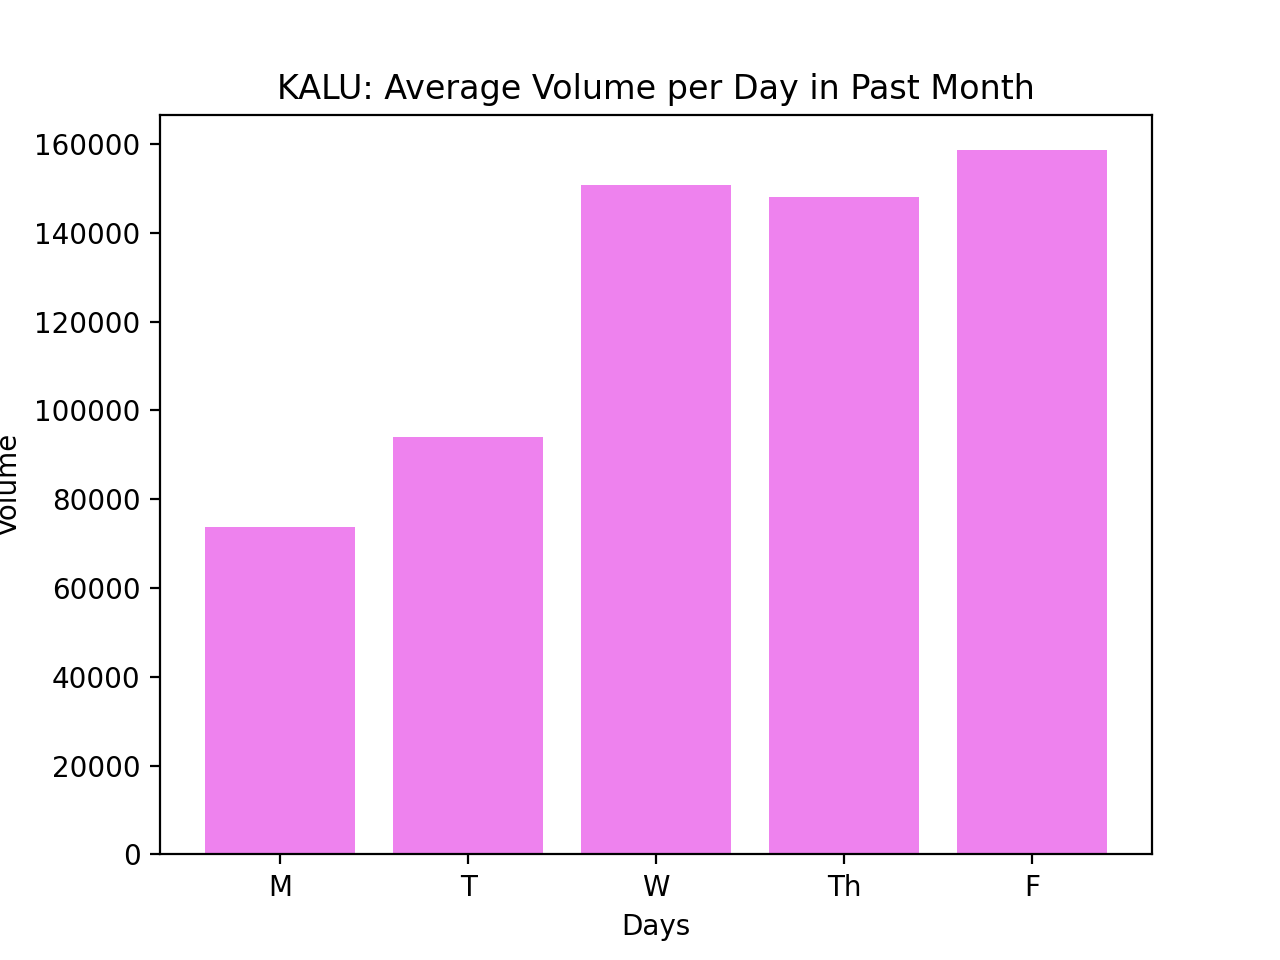 KALU: Average Volume per Day in Past Month
160000
140000
120000
100000
80000
60000
40000
20000
0
Volume
M T W Th F
Days